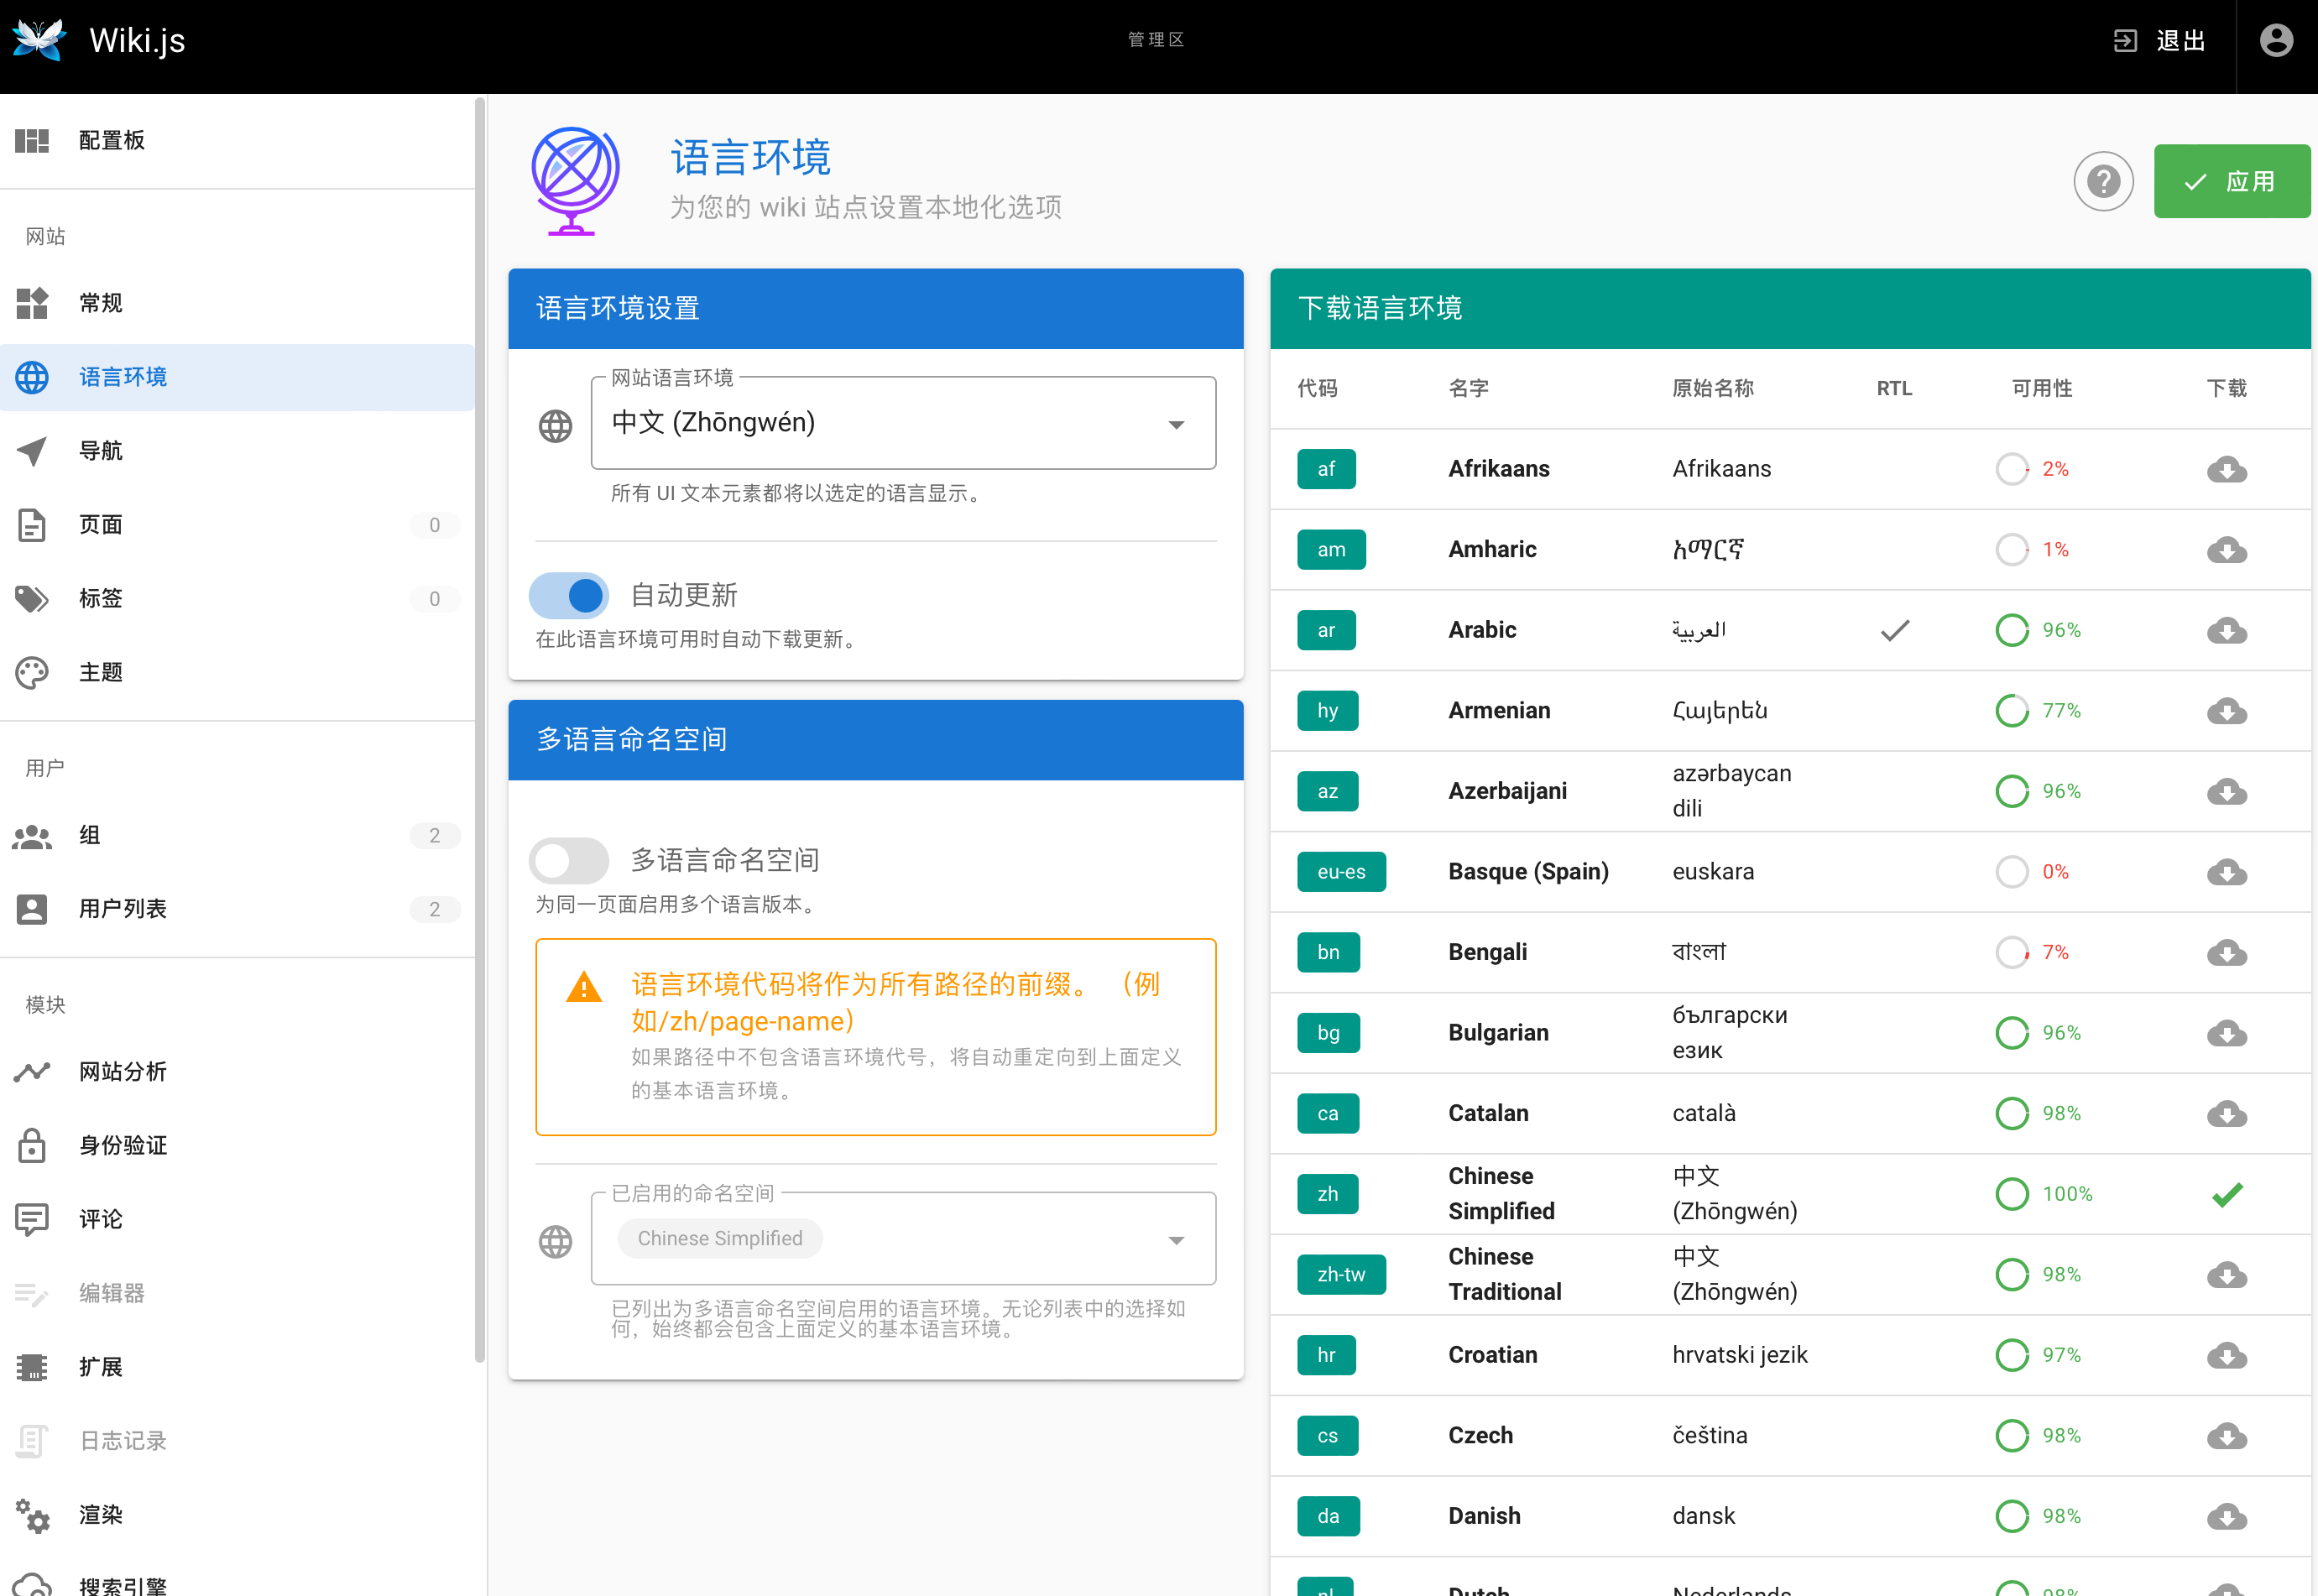 Wiki.js
管理区
退出
配置板
网站
常规
语言环境
导航
页面 0
标签 0
主题
用户
组 2
用户列表 2
模块
网站分析
身份验证
评论
编辑器
扩展
日志记录
渲染
搜索引擎
语言环境
为您的 wiki 站点设置本地化选项
应用
语言环境设置
网站语言环境
中文 (Zhōngwén)
所有 UI 文本元素都将以选定的语言显示。
自动更新
在此语言环境可用时自动下载更新。
多语言命名空间
多语言命名空间
为同一页面启用多个语言版本。
语言环境代码将作为所有路径的前缀。 （例
如/zh/page-name）
如果路径中不包含语言环境代号，将自动重定向到上面定义
的基本语言环境。
已启用的命名空间
Chinese Simplified
已列出为多语言命名空间启用的语言环境。无论列表中的选择如
何，始终都会包含上面定义的基本语言环境。
下载语言环境
代码 名字 原始名称 RTL 可用性 下载
af Afrikaans Afrikaans 2%
am Amharic አማርኛ 1%
ar Arabic العربية 96%
hy Armenian Հայերեն 77%
az Azerbaijani azərbaycan
dili 96%
eu-es Basque (Spain) euskara 0%
bn Bengali বাংলা 7%
bg Bulgarian български
език 96%
ca Catalan català 98%
zh Chinese
Simplified 中文
(Zhōngwén) 100%
zh-tw Chinese
Traditional 中文
(Zhōngwén) 98%
hr Croatian hrvatski jezik 97%
cs Czech čeština 98%
da Danish dansk 98%
nl Dutch Nederlands 98%